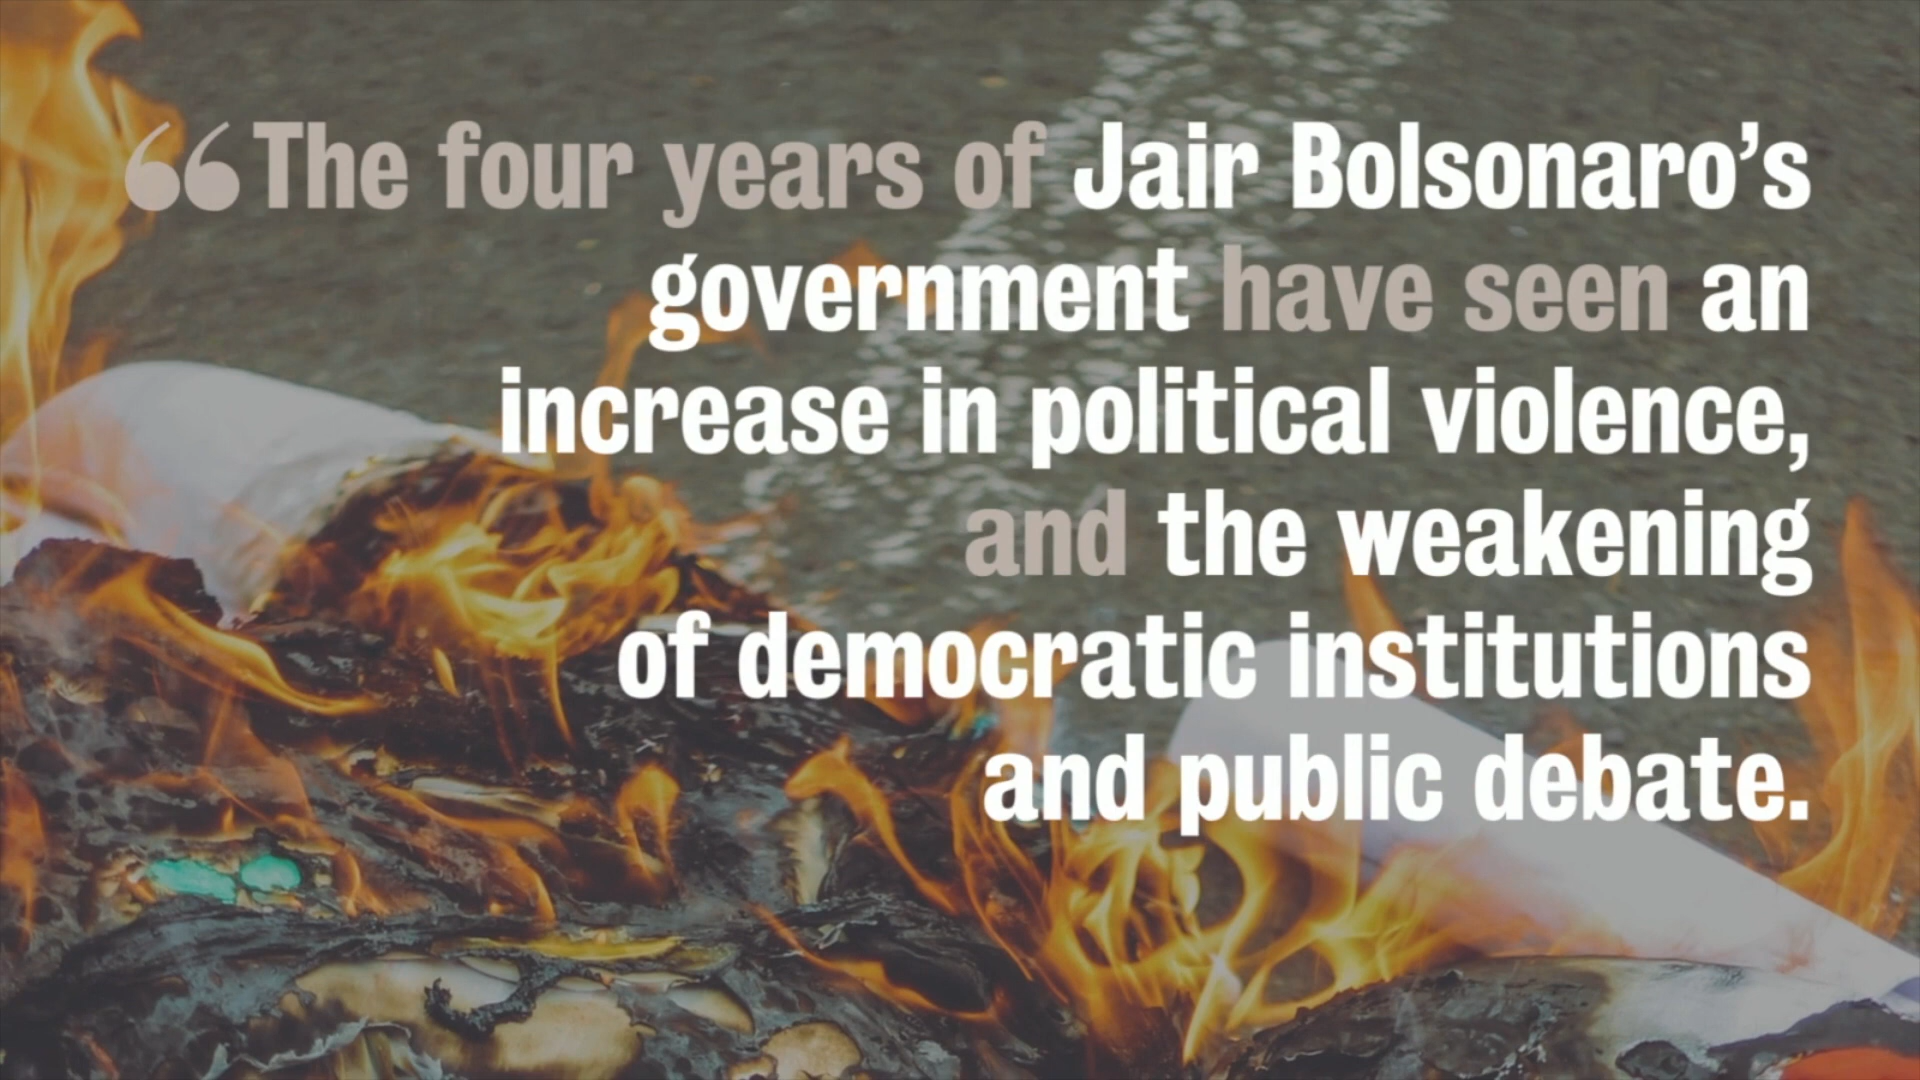 “The four years of Jair Bolsonaro’s
government have seen an
increase in political violence,
and the weakening
of democratic institutions
and public debate.